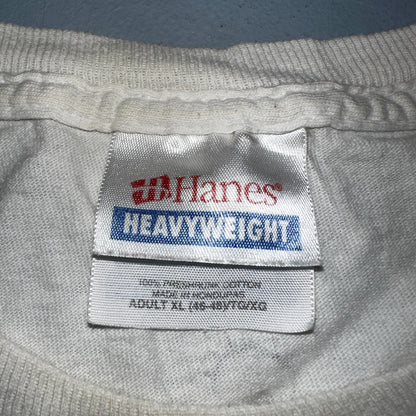 Hanes®
HEAVYWEIGHT
100% PRESHRUNK COTTON
MADE IN HONDURAS
ADULT XL (46-48)/TG/XG